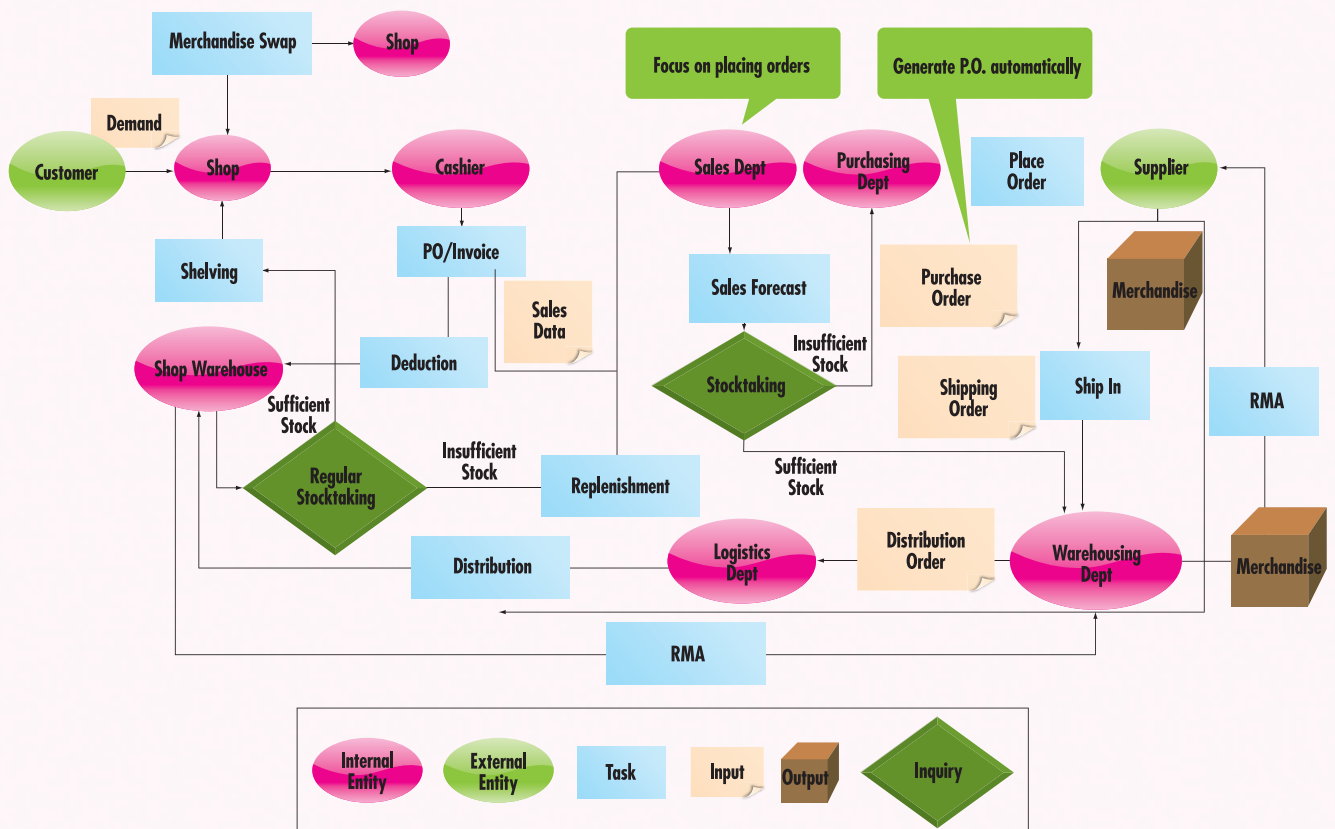 Merchandise Swap
Shop
Focus on placing orders
Generate P.O. automatically
Demand
Customer
Shop
Cashier
Sales Dept
Purchasing
Dept
Place
Order
Supplier
Shelving
PO/Invoice
Sales Forecast
Purchase
Order
Merchandise
Sales
Data
Shop Warehouse
Deduction
Insufficient
Stock
Stocktaking
Shipping
Order
Ship In
RMA
Sufficient
Stock
Regular
Stocktaking
Insufficient
Stock
Replenishment
Sufficient
Stock
Distribution
Logistics
Dept
Distribution
Order
Warehousing
Dept
Merchandise
RMA
Internal
Entity
External
Entity
Task
Input
Output
Inquiry